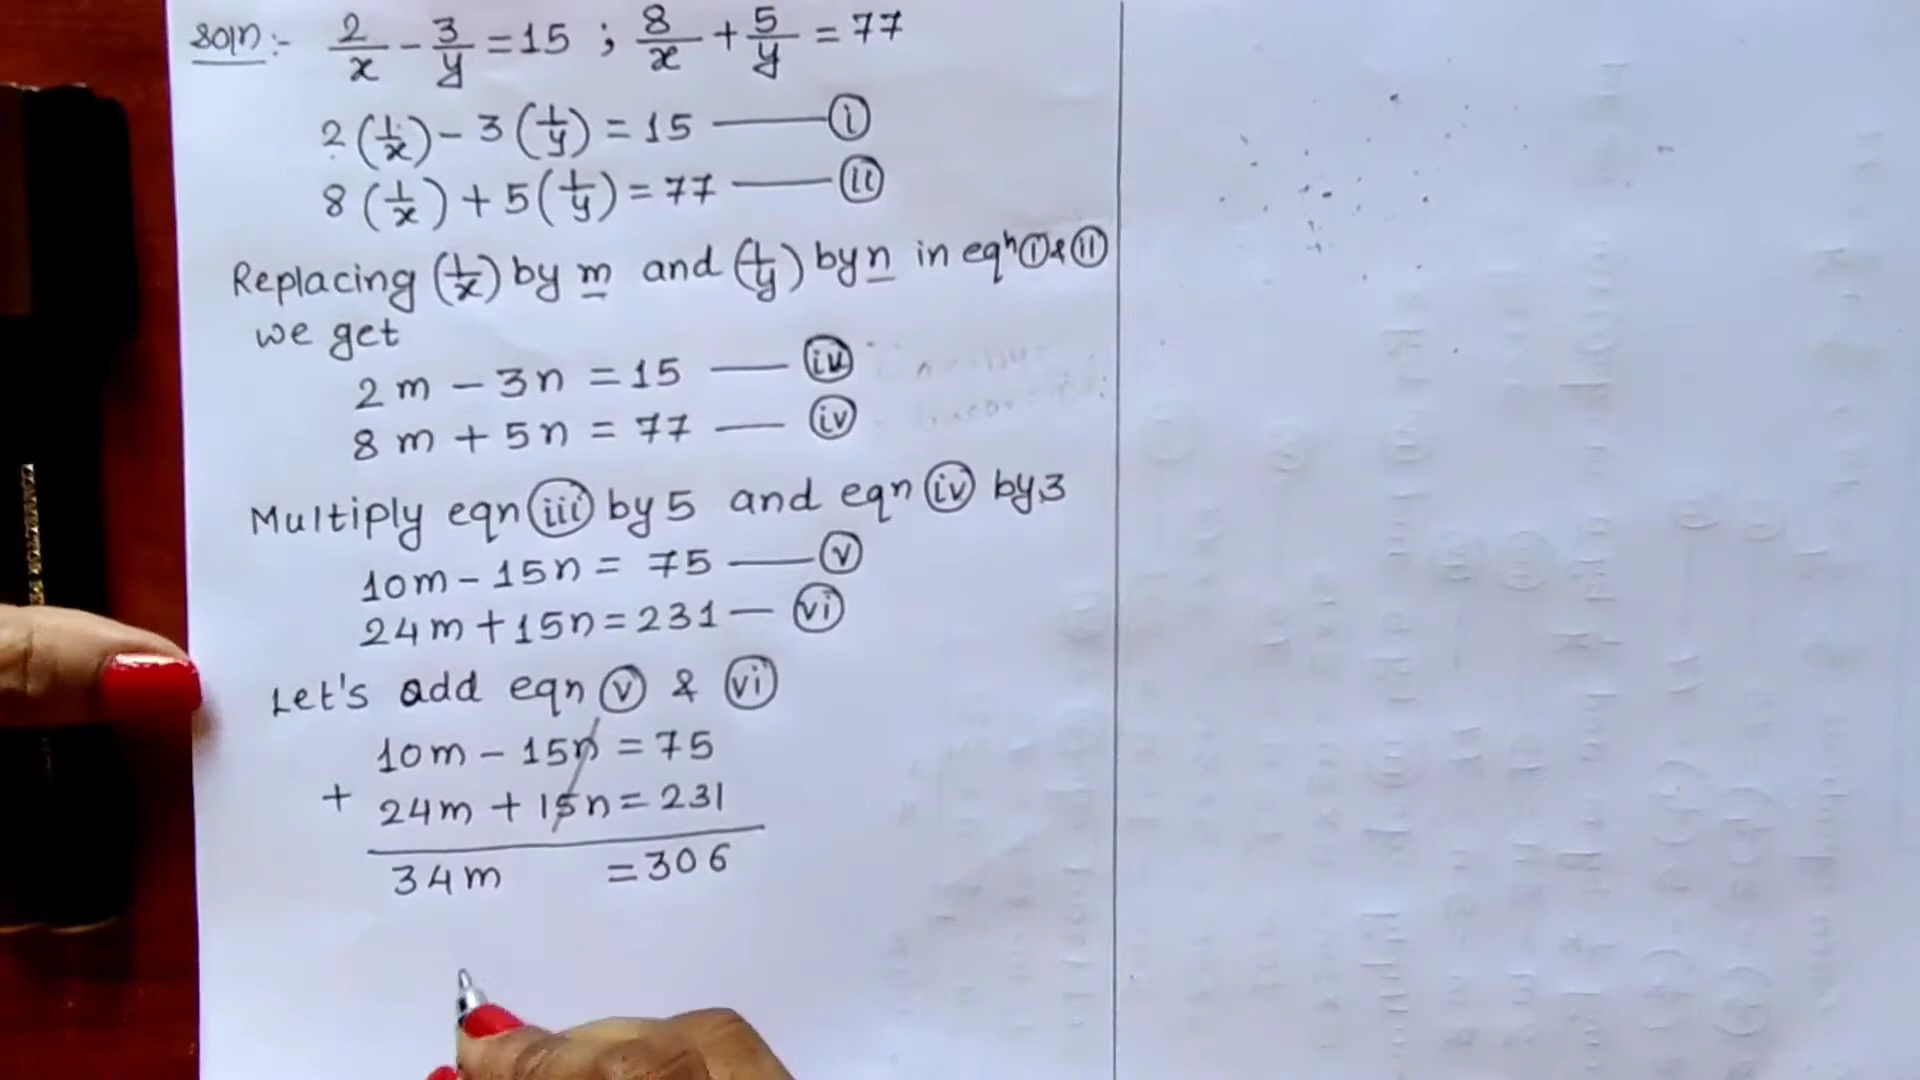 soln:- 2/x - 3/y = 15 ; 8/x + 5/y = 77
2(1/x) - 3(1/y) = 15 —— (i)
8(1/x) + 5(1/y) = 77 —— (ii)
Replacing (1/x) by m and (1/y) by n in eqn (i) & (ii)
we get
2m - 3n = 15 —— (iv)
8m + 5n = 77 —— (iv)
Multiply eqn (iii) by 5 and eqn (iv) by 3
10m - 15n = 75 —— (v)
24m + 15n = 231 — (vi)
Let's add eqn (v) & (vi)
10m - 15n = 75
+ 24m + 15n = 231
34m = 306